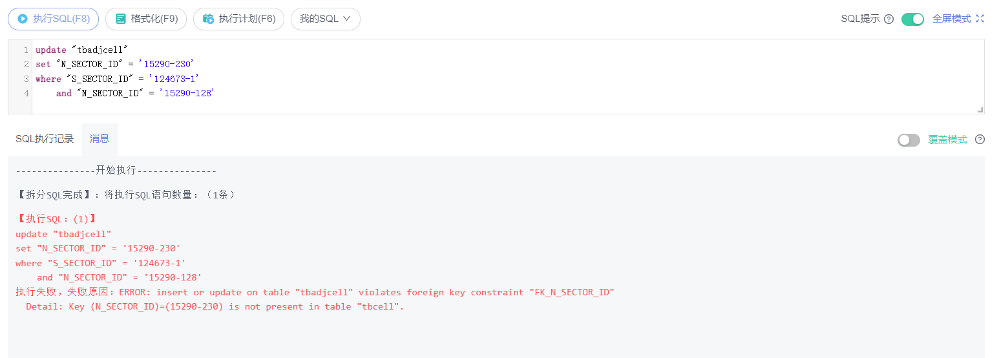 执行SQL(F8) 格式化(F9) 执行计划(F6) 我的SQL SQL提示 全屏模式
1 update "tbadjcell"
2 set "N_SECTOR_ID" = '15290-230'
3 where "S_SECTOR_ID" = '124673-1'
4 and "N_SECTOR_ID" = '15290-128'
SQL执行记录 消息 覆盖模式
---------------开始执行---------------
【拆分SQL完成】：将执行SQL语句数量：（1条）
【执行SQL：(1)】
update "tbadjcell"
set "N_SECTOR_ID" = '15290-230'
where "S_SECTOR_ID" = '124673-1'
and "N_SECTOR_ID" = '15290-128'
执行失败，失败原因：ERROR: insert or update on table "tbadjcell" violates foreign key constraint "FK_N_SECTOR_ID"
Detail: Key (N_SECTOR_ID)=(15290-230) is not present in table "tbcell".